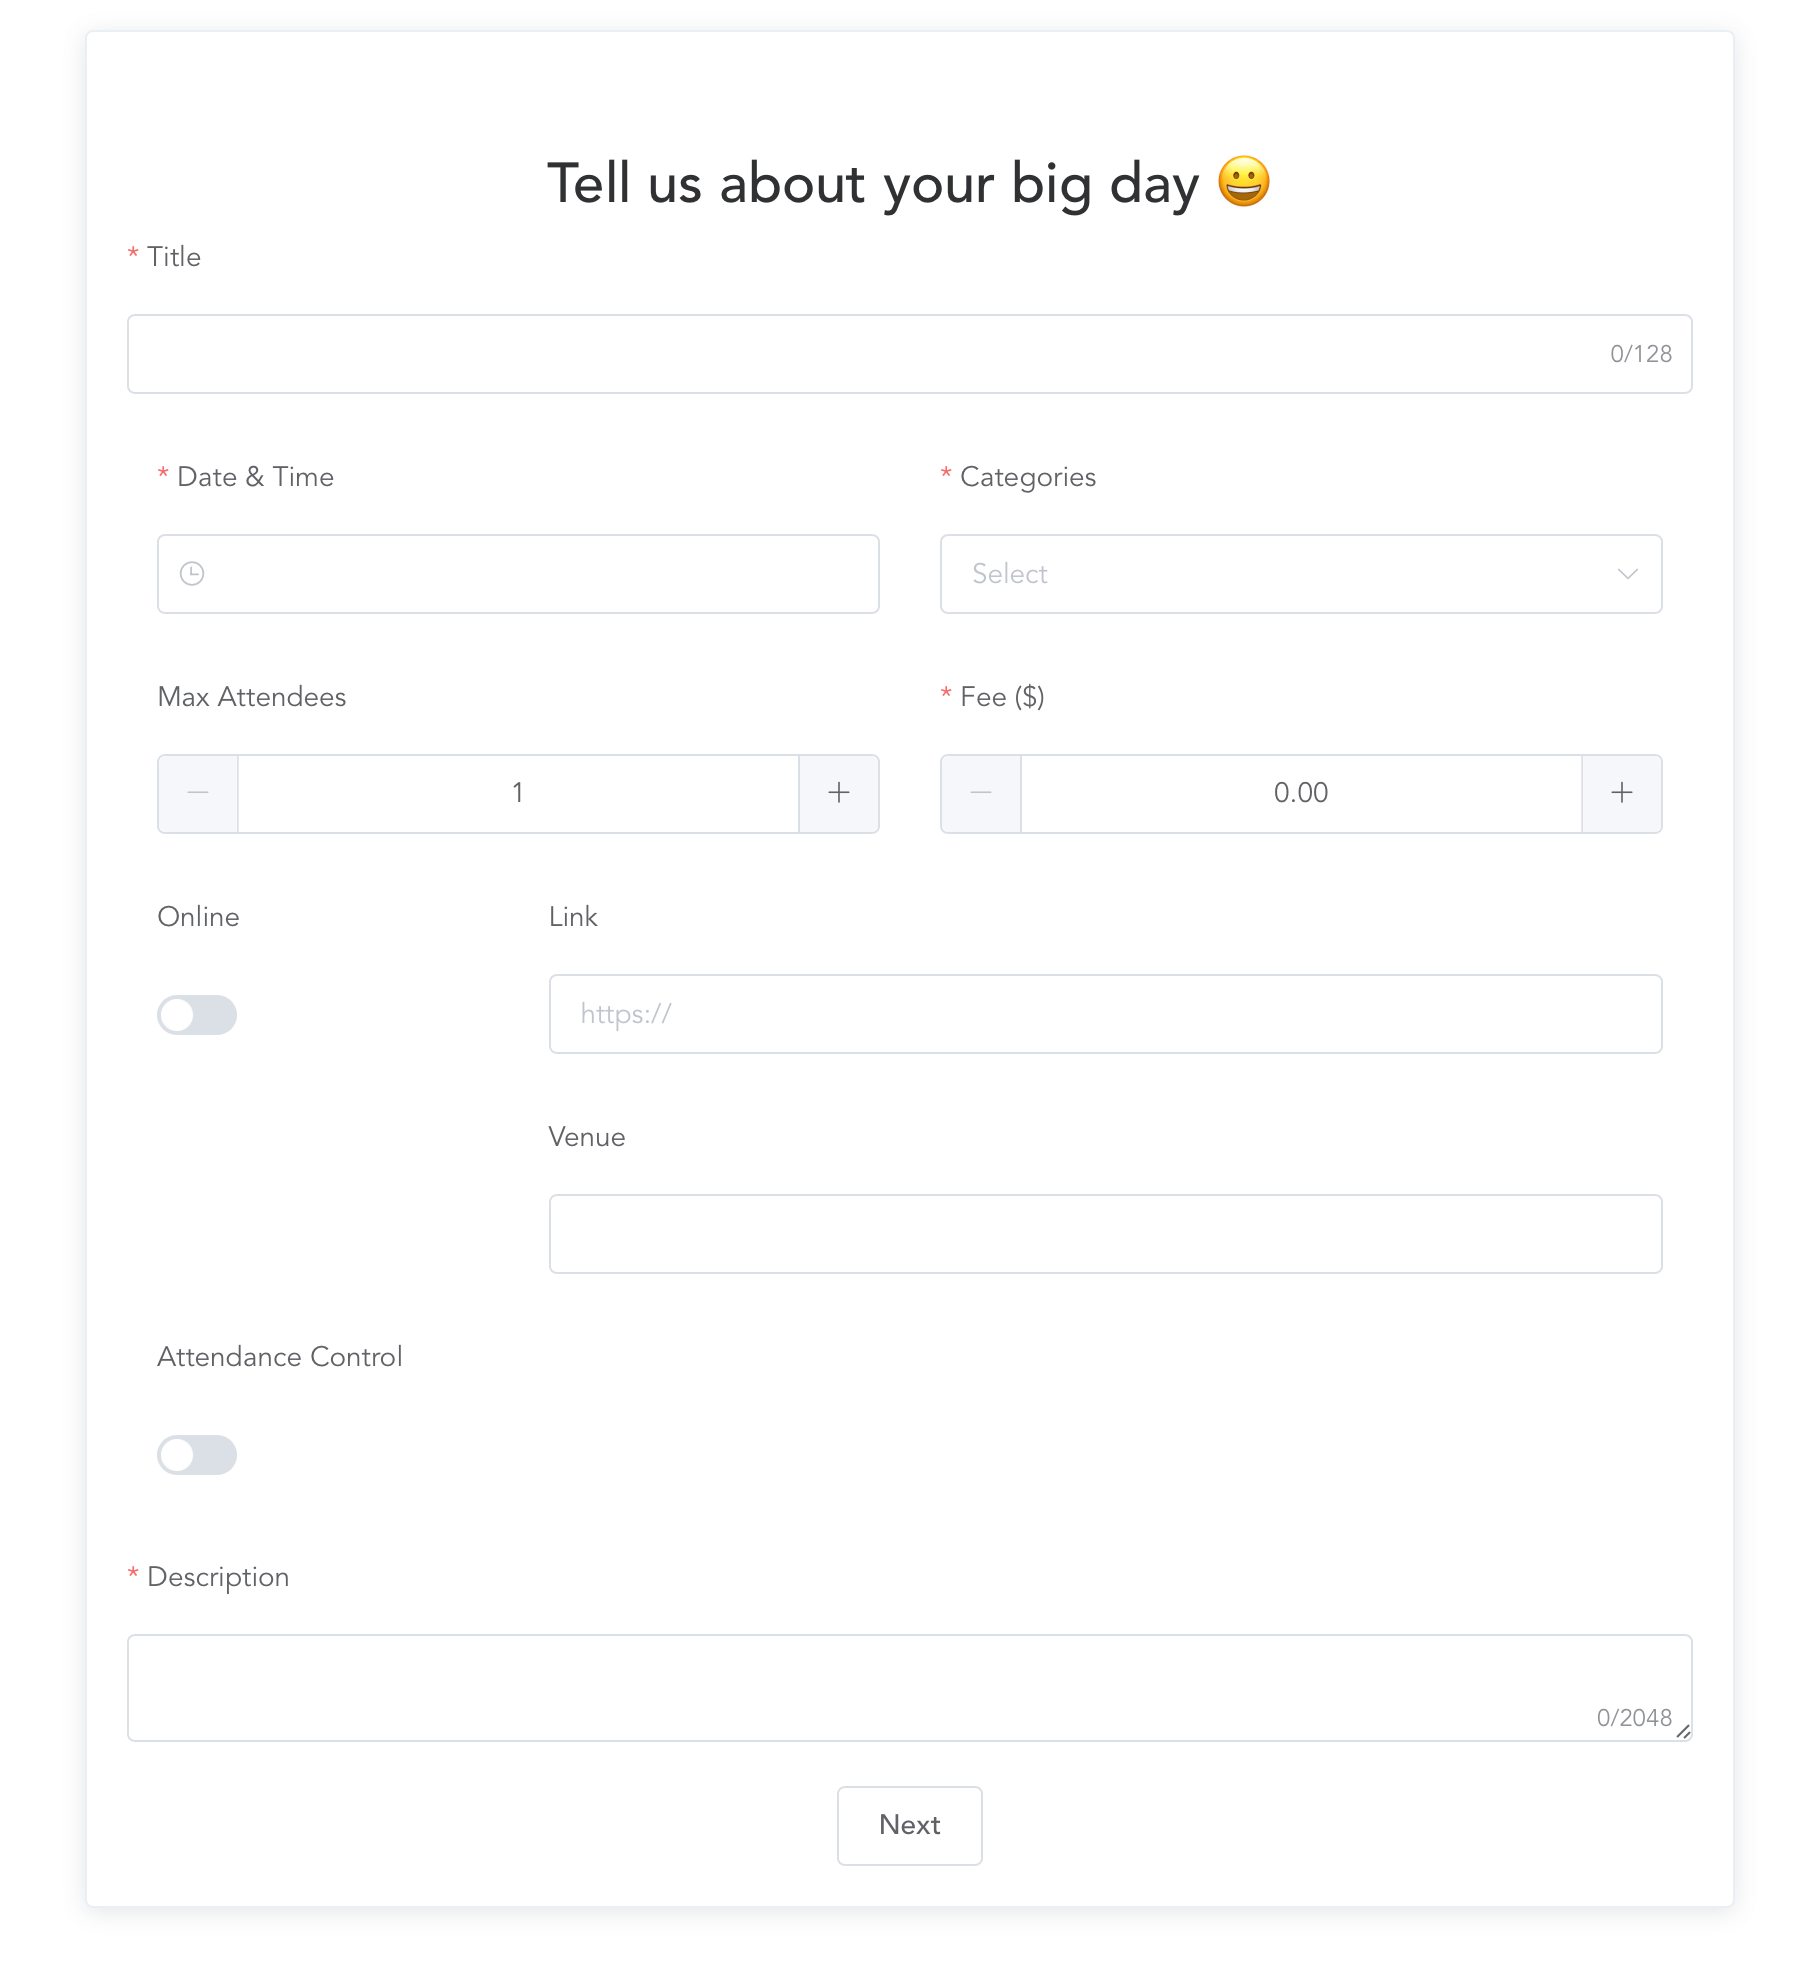 Tell us about your big day 😀
* Title
0/128
* Date & Time
* Categories
Select
Max Attendees
* Fee ($)
1
0.00
Online
Link
https://
Venue
Attendance Control
* Description
0/2048
Next